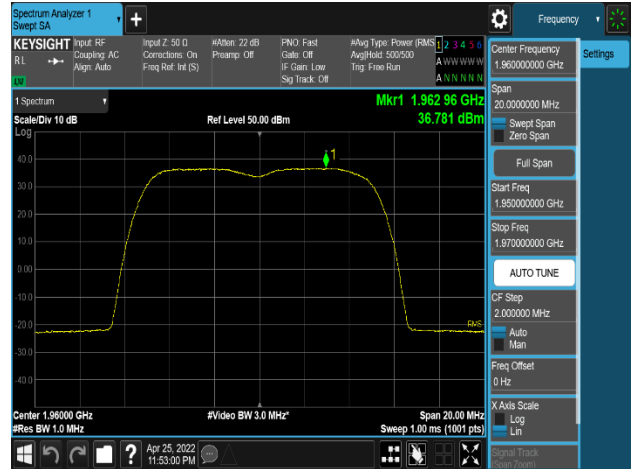 Spectrum Analyzer 1
Swept SA
Frequency
KEYSIGHT
Input: RF
Input Z: 50 Ω
#Atten: 22 dB
PNO: Fast
#Avg Type: Power (RMS)
1 2 3 4 5 6
R L
Coupling: AC
Corrections: On
Preamp: Off
Gate: Off
Avg|Hold: 500/500
A W W W W W
Align: Auto
Freq Ref: Int (S)
IF Gain: Low
Trig: Free Run
Sig Track: Off
A N N N N N
1 Spectrum
Mkr1 1.962 96 GHz
Scale/Div 10 dB
Ref Level 50.00 dBm
36.781 dBm
Log
1
40.0
30.0
20.0
10.0
0.00
-10.0
-20.0
RMS
-30.0
-40.0
Center 1.96000 GHz
#Video BW 3.0 MHz*
Span 20.00 MHz
#Res BW 1.0 MHz
Sweep 1.00 ms (1001 pts)
?
Apr 25, 2022
11:53:00 PM
Center Frequency
1.960000000 GHz
Settings
Span
20.0000000 MHz
Swept Span
Zero Span
Full Span
Start Freq
1.950000000 GHz
Stop Freq
1.970000000 GHz
AUTO TUNE
CF Step
2.000000 MHz
Auto
Man
Freq Offset
0 Hz
X Axis Scale
Log
Lin
Signal Track
(Span Zoom)